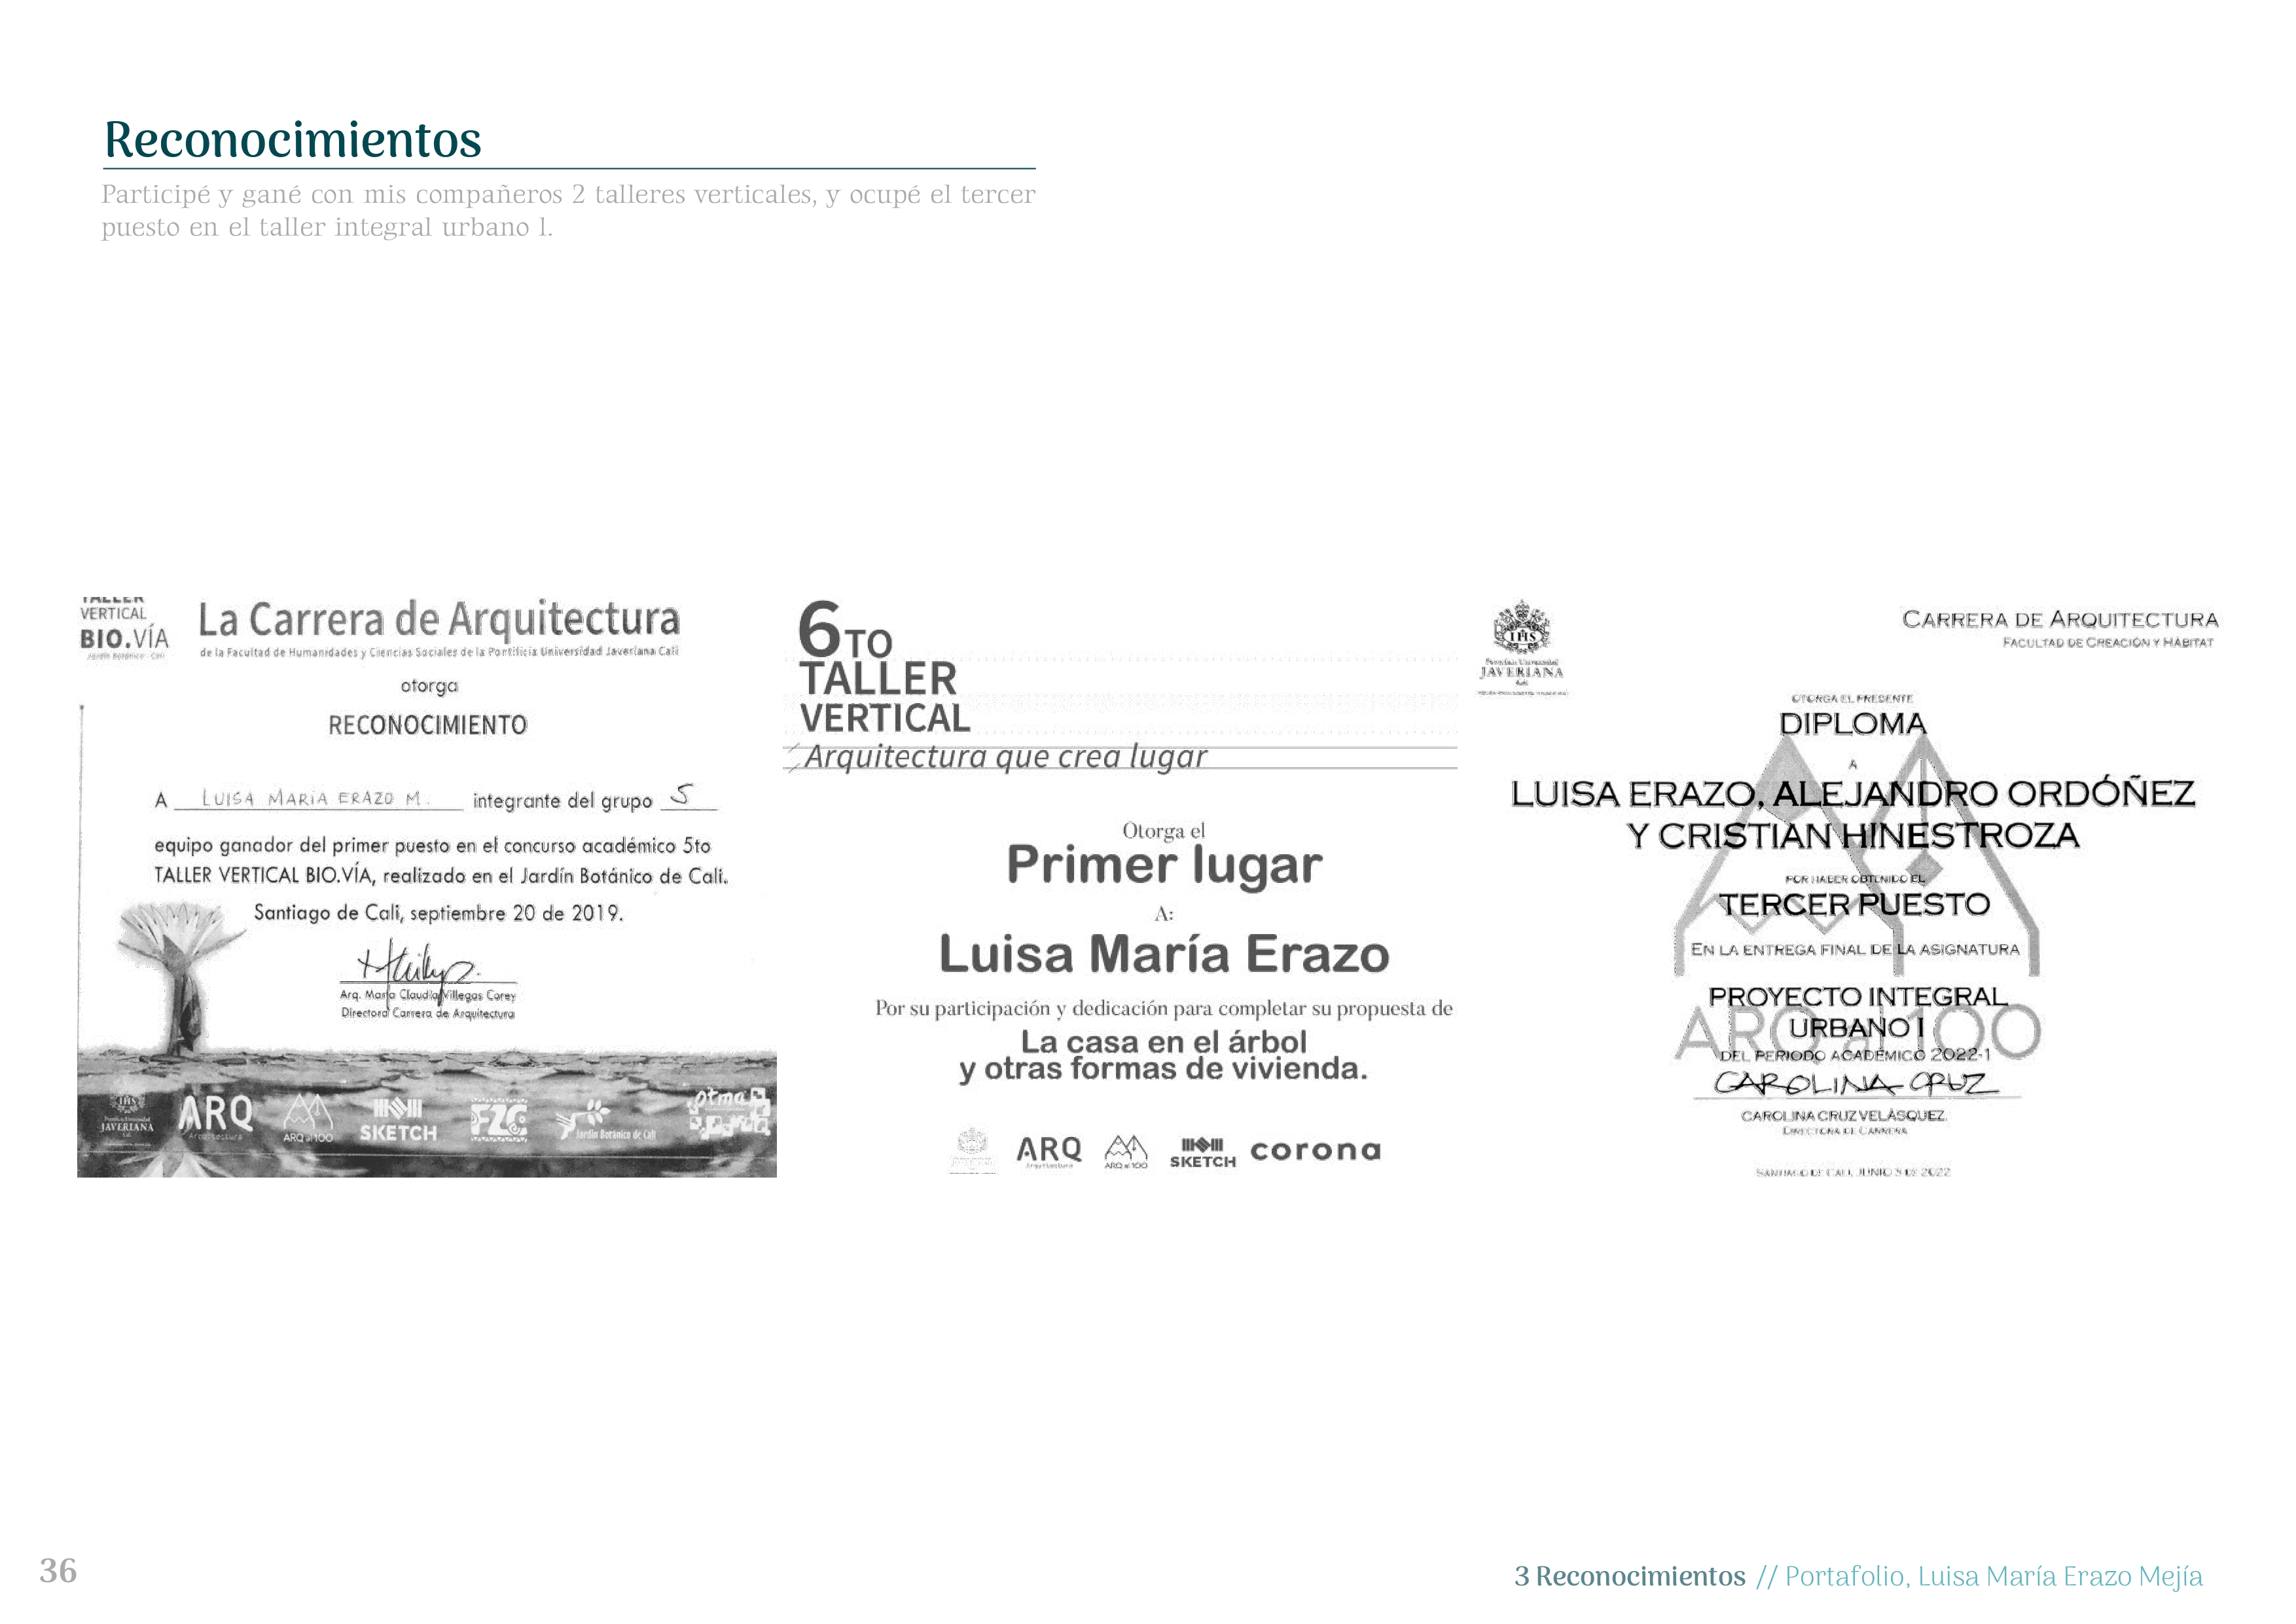 Reconocimientos
Participé y gané con mis compañeros 2 talleres verticales, y ocupé el tercer
puesto en el taller integral urbano l.
TALLER
VERTICAL
BIO.VÍA
Jardín Botánico - Cali
La Carrera de Arquitectura
de la Facultad de Humanidades y Ciencias Sociales de la Pontificia Universidad Javeriana Cali
otorga
RECONOCIMIENTO
A LUISA MARÍA ERAZO M. integrante del grupo 5
equipo ganador del primer puesto en el concurso académico 5to
TALLER VERTICAL BIO.VÍA, realizado en el Jardín Botánico de Cali.
Santiago de Cali, septiembre 20 de 2019.
Arq. María Claudia Villegas Corey
Directora Carrera de Arquitectura
JAVERIANA
Cali
ARQ
Arquitectura
ARQ al 100
SKETCH
FZC
Jardín Botánico de Cali
otma
6TO
TALLER
VERTICAL
Arquitectura que crea lugar
Otorga el
Primer lugar
A:
Luisa María Erazo
Por su participación y dedicación para completar su propuesta de
La casa en el árbol
y otras formas de vivienda.
ARQ
Arquitectura
ARQ al 100
SKETCH
corona
IHS
Pontificia Universidad
JAVERIANA
Cali
CARRERA DE ARQUITECTURA
FACULTAD DE CREACIÓN Y HÁBITAT
OTORGA EL PRESENTE
DIPLOMA
A
LUISA ERAZO, ALEJANDRO ORDÓÑEZ
Y CRISTIAN HINESTROZA
POR HABER OBTENIDO EL
TERCER PUESTO
EN LA ENTREGA FINAL DE LA ASIGNATURA
PROYECTO INTEGRAL
URBANO I
ARQ al 100
DEL PERIODO ACADÉMICO 2022-1
CAROLINA CRUZ
CAROLINA CRUZ VELÁSQUEZ
DIRECTORA DE CARRERA
SANTIAGO DE CALI, JUNIO 3 DE 2022
36
3 Reconocimientos // Portafolio, Luisa María Erazo Mejía